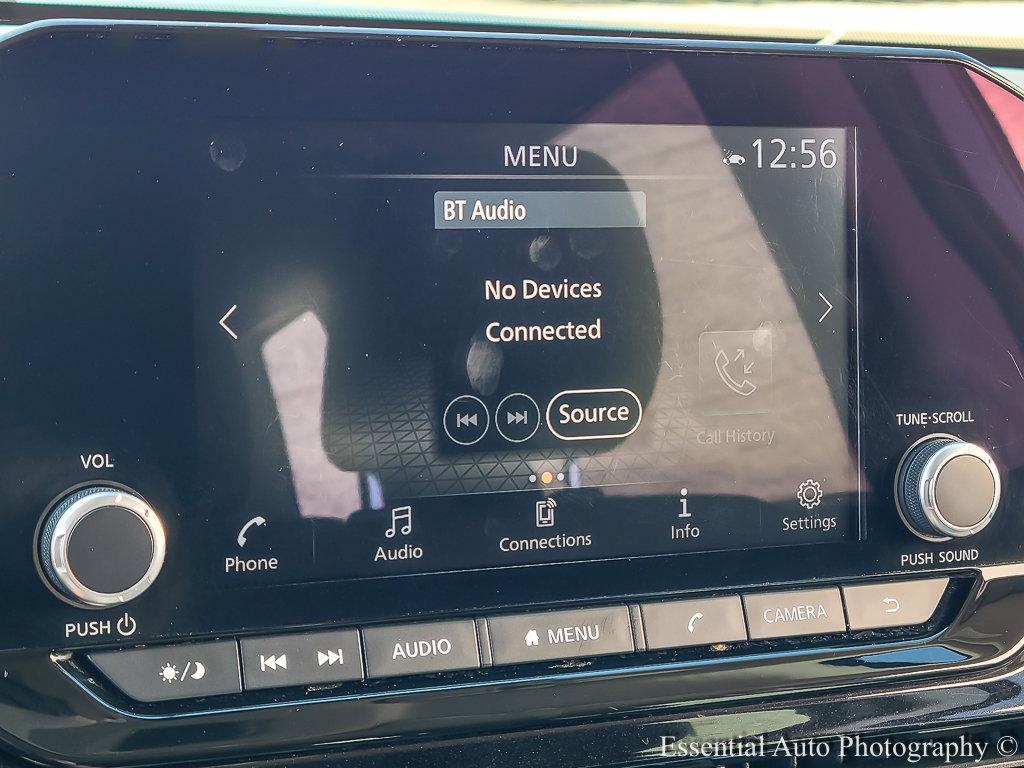 MENU
12:56
BT Audio
No Devices
Connected
Source
Call History
Phone
Audio
Connections
Info
Settings
VOL
PUSH
TUNE·SCROLL
PUSH SOUND
AUDIO
MENU
CAMERA
Essential Auto Photography ©